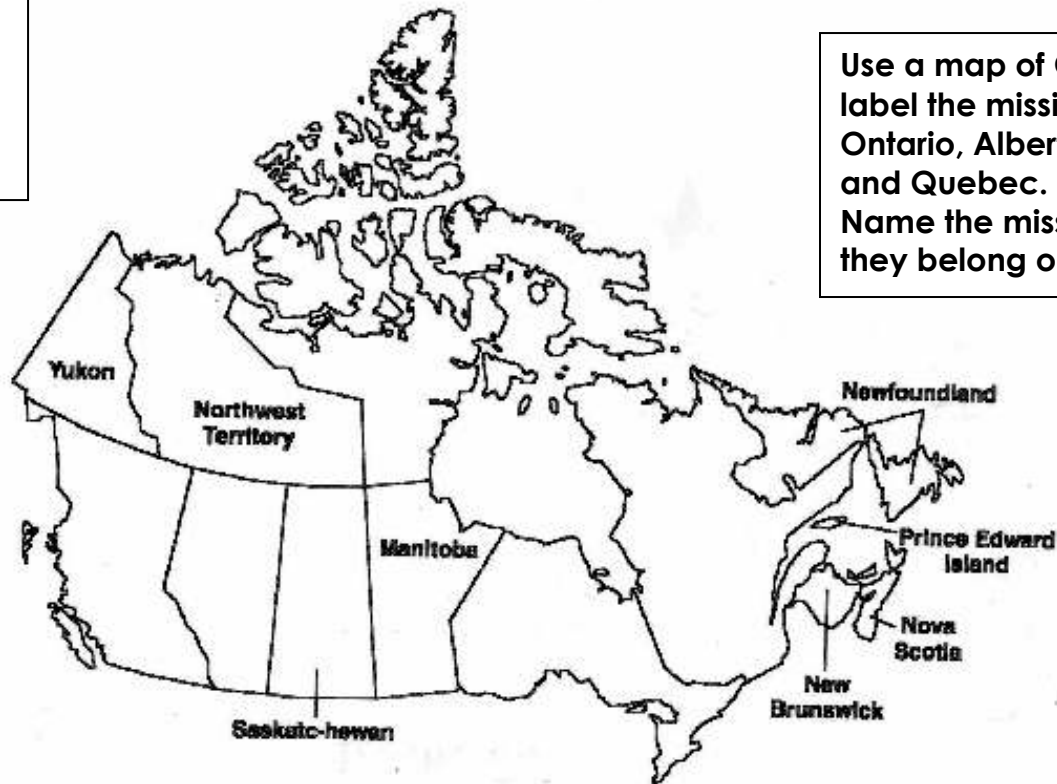 Use a map of
label the missi
Ontario, Alber
and Quebec.
Name the miss
they belong o
Yukon
Northwest
Territory
Newfoundland
Manitoba
Prince Edward
Island
Nova
Scotia
New
Brunswick
Saskatc-hewan